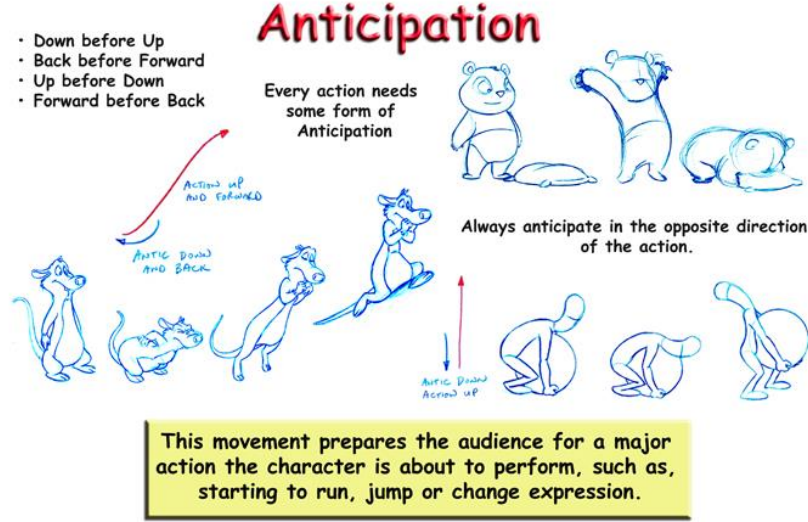 Anticipation
· Down before Up
· Back before Forward
· Up before Down
· Forward before Back
Every action needs
some form of
Anticipation
ACTION UP
AND FORWARD
ANTIC DOWN
AND BACK
Always anticipate in the opposite direction
of the action.
ANTIC DOWN
ACTION UP
This movement prepares the audience for a major
action the character is about to perform, such as,
starting to run, jump or change expression.